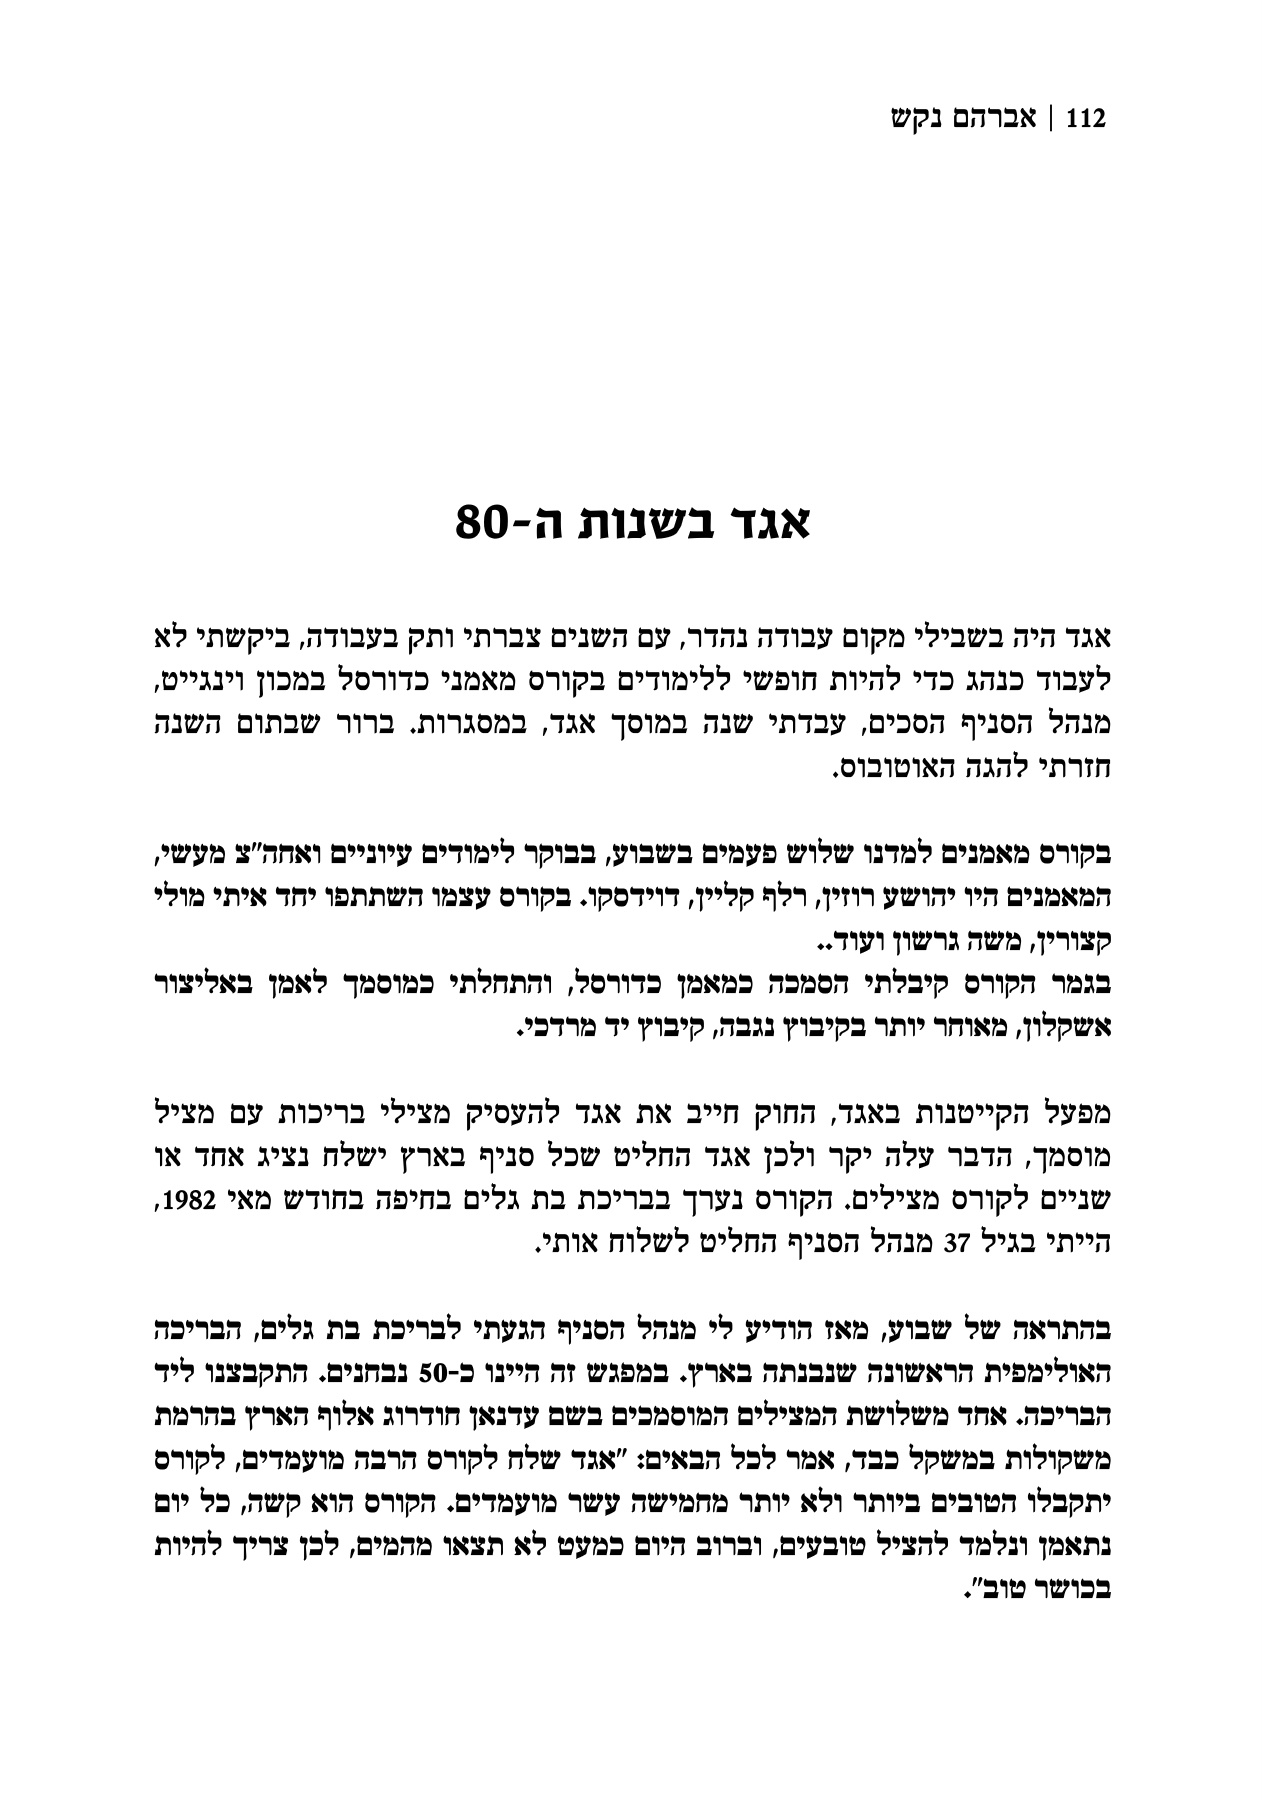 112 | אברהם נקש
אגד בשנות ה-80
אגד היה בשבילי מקום עבודה נהדר, עם השנים צברתי ותק בעבודה, ביקשתי לא
לעבוד כנהג כדי להיות חופשי ללימודים בקורס מאמני כדורסל במכון וינגייט,
מנהל הסניף הסכים, עבדתי שנה במוסך אגד, במסגרות. ברור שבתום השנה
חזרתי להגה האוטובוס.
בקורס מאמנים למדנו שלוש פעמים בשבוע, בבוקר לימודים עיוניים ואחה"צ מעשי,
המאמנים היו יהושע רוזין, רלף קליין, דוידסקו. בקורס עצמו השתתפו יחד איתי מולי
קצורין, משה גרשון ועוד..
בגמר הקורס קיבלתי הסמכה כמאמן כדורסל, והתחלתי כמוסמך לאמן באליצור
אשקלון, מאוחר יותר בקיבוץ נגבה, קיבוץ יד מרדכי.
מפעל הקייטנות באגד, החוק חייב את אגד להעסיק מצילי בריכות עם מציל
מוסמך, הדבר עלה יקר ולכן אגד החליט שכל סניף בארץ ישלח נציג אחד או
שניים לקורס מצילים. הקורס נערך בבריכת בת גלים בחיפה בחודש מאי 1982,
הייתי בגיל 37 מנהל הסניף החליט לשלוח אותי.
בהתראה של שבוע, מאז הודיע לי מנהל הסניף הגעתי לבריכת בת גלים, הבריכה
האולימפית הראשונה שנבנתה בארץ. במפגש זה היינו כ-50 נבחנים. התקבצנו ליד
הבריכה. אחד משלושת המצילים המוסמכים בשם עדנאן חודרוג אלוף הארץ בהרמת
משקולות במשקל כבד, אמר לכל הבאים: "אגד שלח לקורס הרבה מועמדים, לקורס
יתקבלו הטובים ביותר ולא יותר מחמישה עשר מועמדים. הקורס הוא קשה, כל יום
נתאמן ונלמד להציל טובעים, וברוב היום כמעט לא תצאו מהמים, לכן צריך להיות
בכושר טוב".